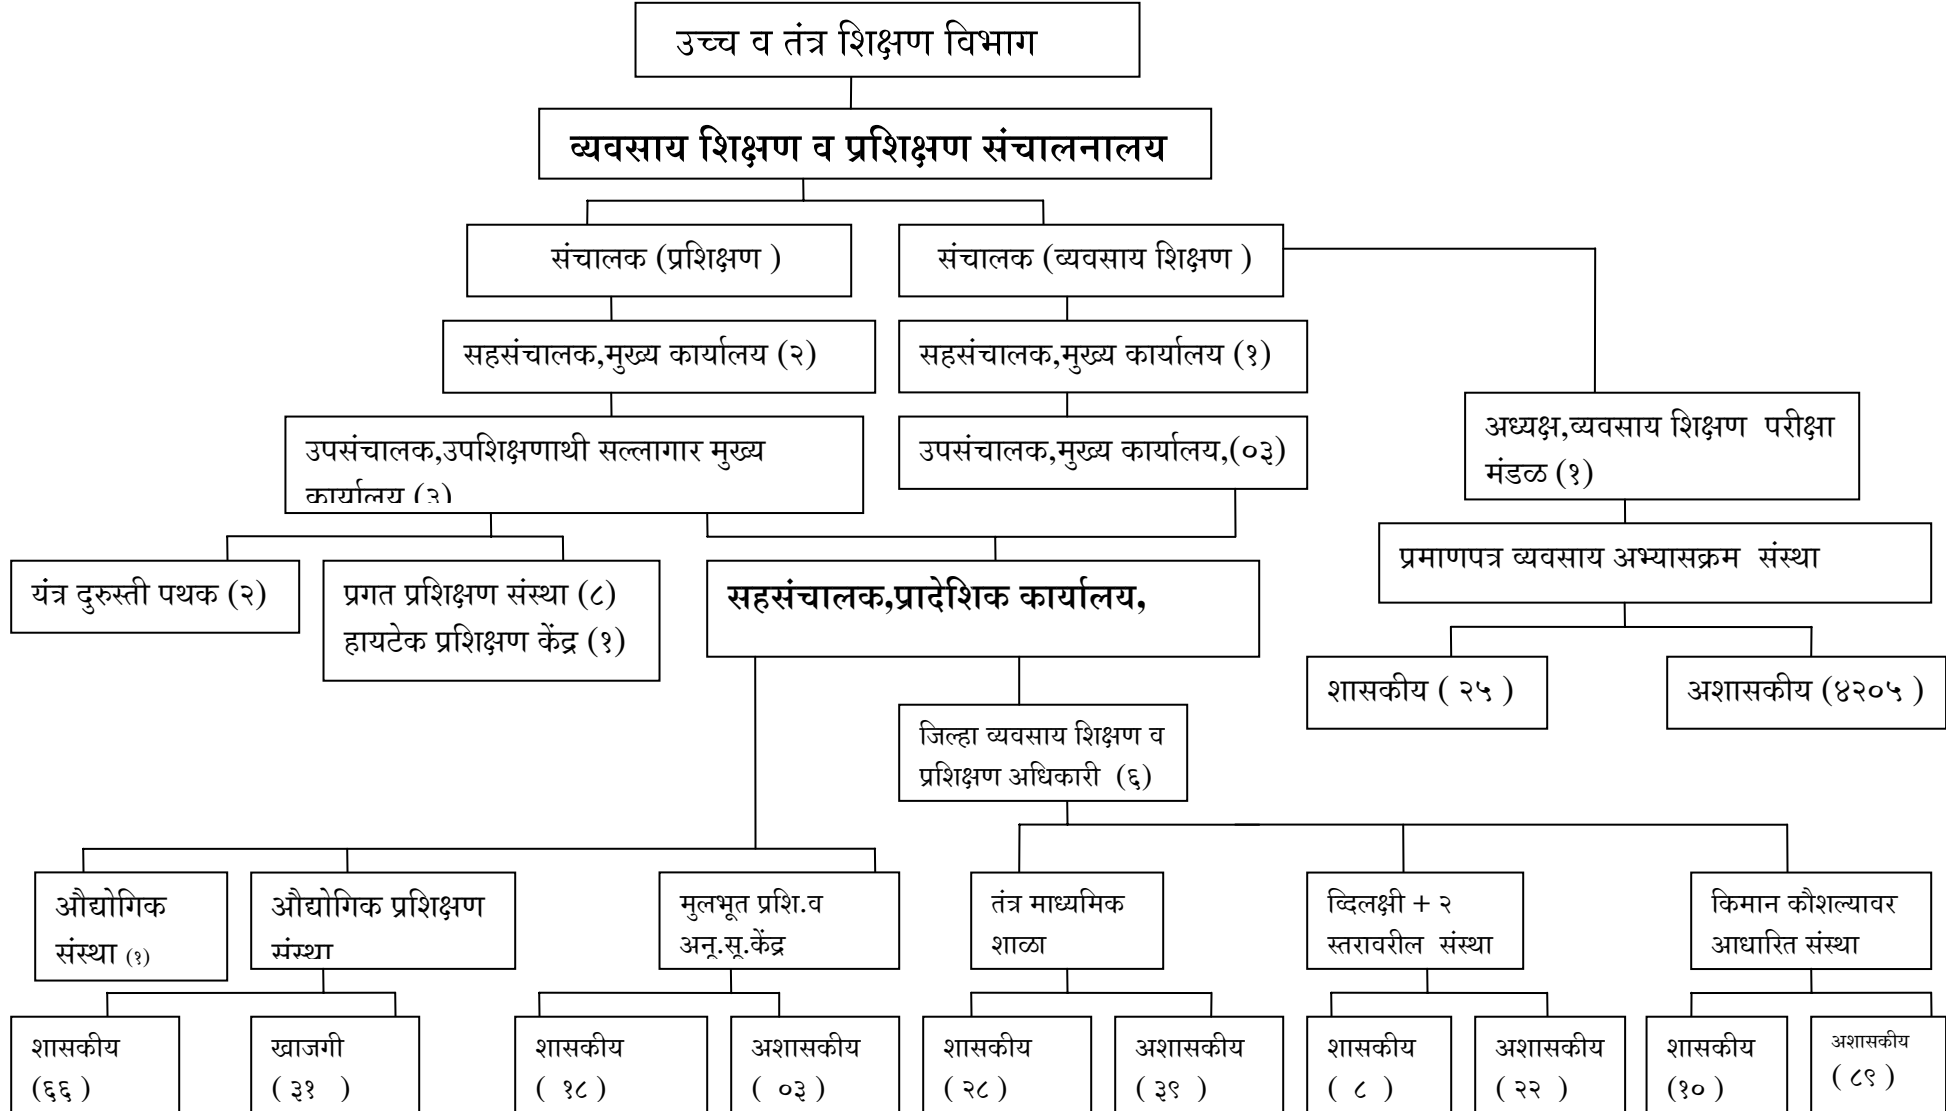 उच्च व तंत्र शिक्षण विभाग
व्यवसाय शिक्षण व प्रशिक्षण संचालनालय
संचालक (प्रशिक्षण )
संचालक (व्यवसाय शिक्षण )
सहसंचालक,मुख्य कार्यालय (२)
सहसंचालक,मुख्य कार्यालय (१)
उपसंचालक,उपशिक्षणाथी सल्लागार मुख्य
कार्यालय (३)
उपसंचालक,मुख्य कार्यालय,(०३)
अध्यक्ष,व्यवसाय शिक्षण परीक्षा
मंडळ (१)
प्रमाणपत्र व्यवसाय अभ्यासक्रम संस्था
यंत्र दुरुस्ती पथक (२)
प्रगत प्रशिक्षण संस्था (८)
हायटेक प्रशिक्षण केंद्र (१)
सहसंचालक,प्रादेशिक कार्यालय,
शासकीय ( २५ )
अशासकीय (४२०५ )
जिल्हा व्यवसाय शिक्षण व
प्रशिक्षण अधिकारी (६)
औद्योगिक
संस्था (१)
औद्योगिक प्रशिक्षण
संस्था
मुलभूत प्रशि.व
अनू.सू.केंद्र
तंत्र माध्यमिक
शाळा
व्दिलक्षी + २
स्तरावरील संस्था
किमान कौशल्यावर
आधारित संस्था
शासकीय
(६६ )
खाजगी
( ३१ )
शासकीय
( १८ )
अशासकीय
( ०३ )
शासकीय
( २८ )
अशासकीय
( ३९ )
शासकीय
( ८ )
अशासकीय
( २२ )
शासकीय
(१० )
अशासकीय
( ८९ )